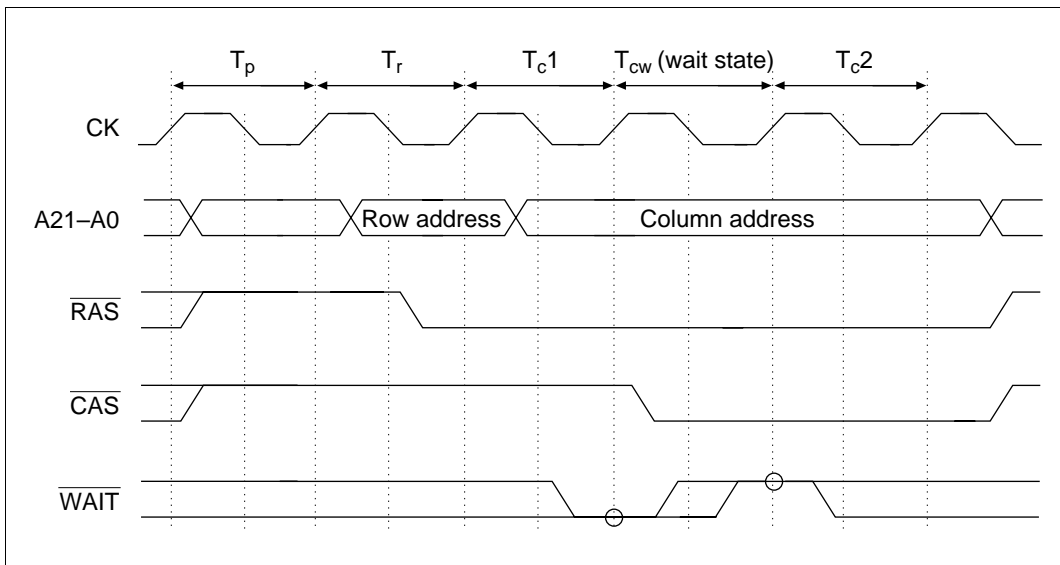 Tp Tr Tc1 Tcw (wait state) Tc2
CK
A21–A0 Row address Column address
RAS
CAS
WAIT